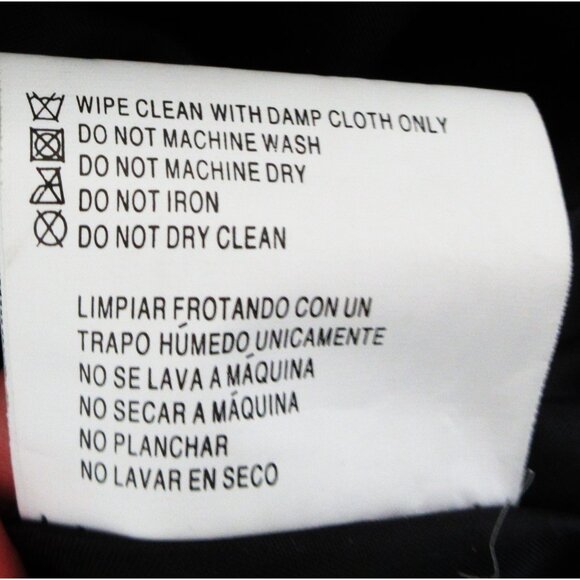 WIPE CLEAN WITH DAMP CLOTH ONLY
DO NOT MACHINE WASH
DO NOT MACHINE DRY
DO NOT IRON
DO NOT DRY CLEAN
LIMPIAR FROTANDO CON UN
TRAPO HÚMEDO UNICAMENTE
NO SE LAVA A MÁQUINA
NO SECAR A MÁQUINA
NO PLANCHAR
NO LAVAR EN SECO